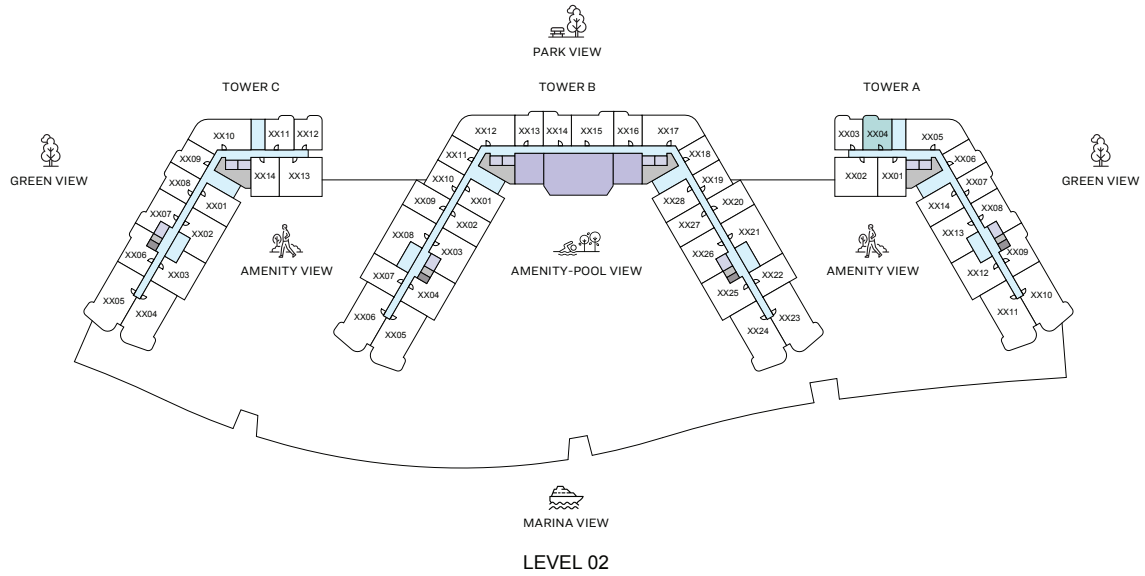 PARK VIEW
TOWER C
TOWER B
TOWER A
XX10
XX11
XX12
XX09
XX08
XX14
XX13
XX07
XX01
XX02
XX06
XX03
XX05
XX04
XX12
XX13
XX14
XX15
XX16
XX17
XX11
XX18
XX10
XX19
XX09
XX01
XX28
XX20
XX08
XX02
XX27
XX21
XX03
XX26
XX07
XX04
XX25
XX22
XX06
XX05
XX24
XX23
XX03
XX04
XX05
XX02
XX01
XX06
XX07
XX14
XX08
XX13
XX09
XX12
XX10
XX11
GREEN VIEW
GREEN VIEW
AMENITY VIEW
AMENITY-POOL VIEW
AMENITY VIEW
MARINA VIEW
LEVEL 02